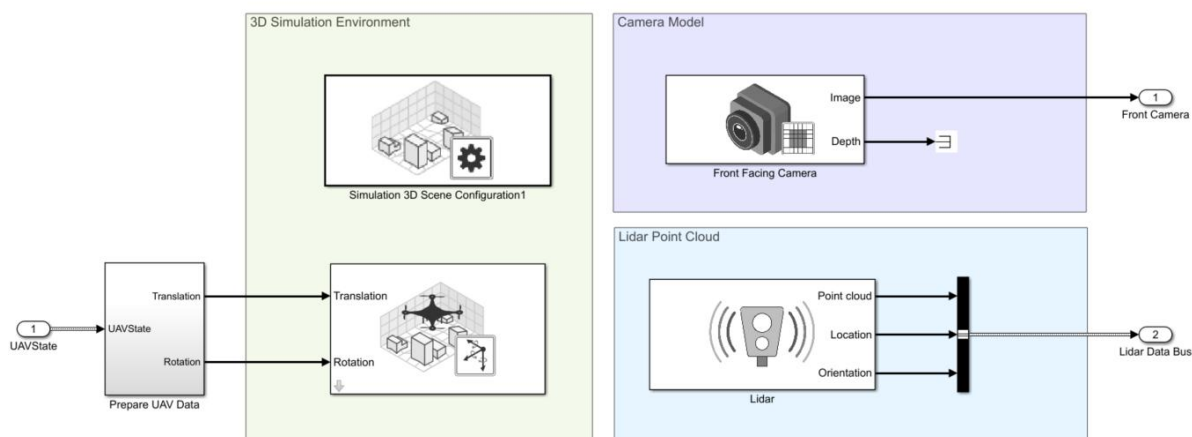 3D Simulation Environment
Simulation 3D Scene Configuration1
1
UAVState
UAVState
Translation
Rotation
Prepare UAV Data
Translation
Rotation
Camera Model
Image
Depth
Front Facing Camera
1
Front Camera
Lidar Point Cloud
Point cloud
Location
Orientation
Lidar
2
Lidar Data Bus